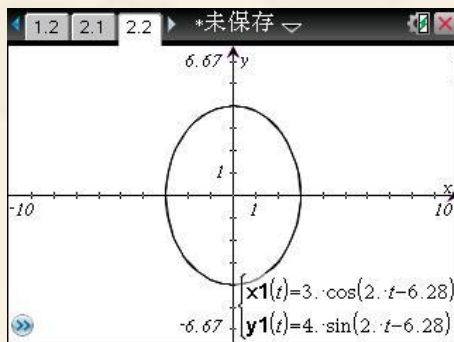 1.2 2.1 2.2 *未保存
6.67 y
1
x
-10 1 10
x1(t)=3.·cos(2.·t-6.28)
-6.67 y1(t)=4.·sin(2.·t-6.28)